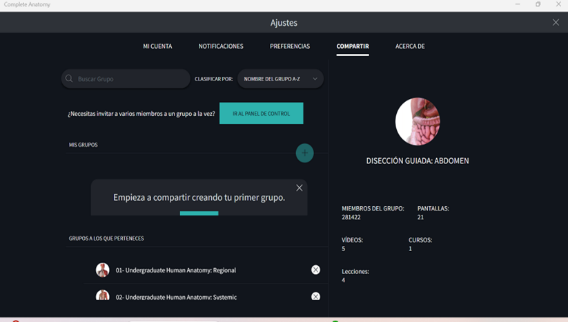 Complete Anatomy
Ajustes
MI CUENTA NOTIFICACIONES PREFERENCIAS COMPARTIR ACERCA DE
Buscar Grupo
CLASIFICAR POR: NOMBRE DEL GRUPO A-Z
¿Necesitas invitar a varios miembros a un grupo a la vez? IR AL PANEL DE CONTROL
MIS GRUPOS
Empieza a compartir creando tu primer grupo.
GRUPOS A LOS QUE PERTENECES
01- Undergraduate Human Anatomy: Regional
02- Undergraduate Human Anatomy: Systemic
DISECCIÓN GUIADA: ABDOMEN
MIEMBROS DEL GRUPO: PANTALLAS:
281422 21
VÍDEOS: CURSOS:
5 1
Lecciones:
4